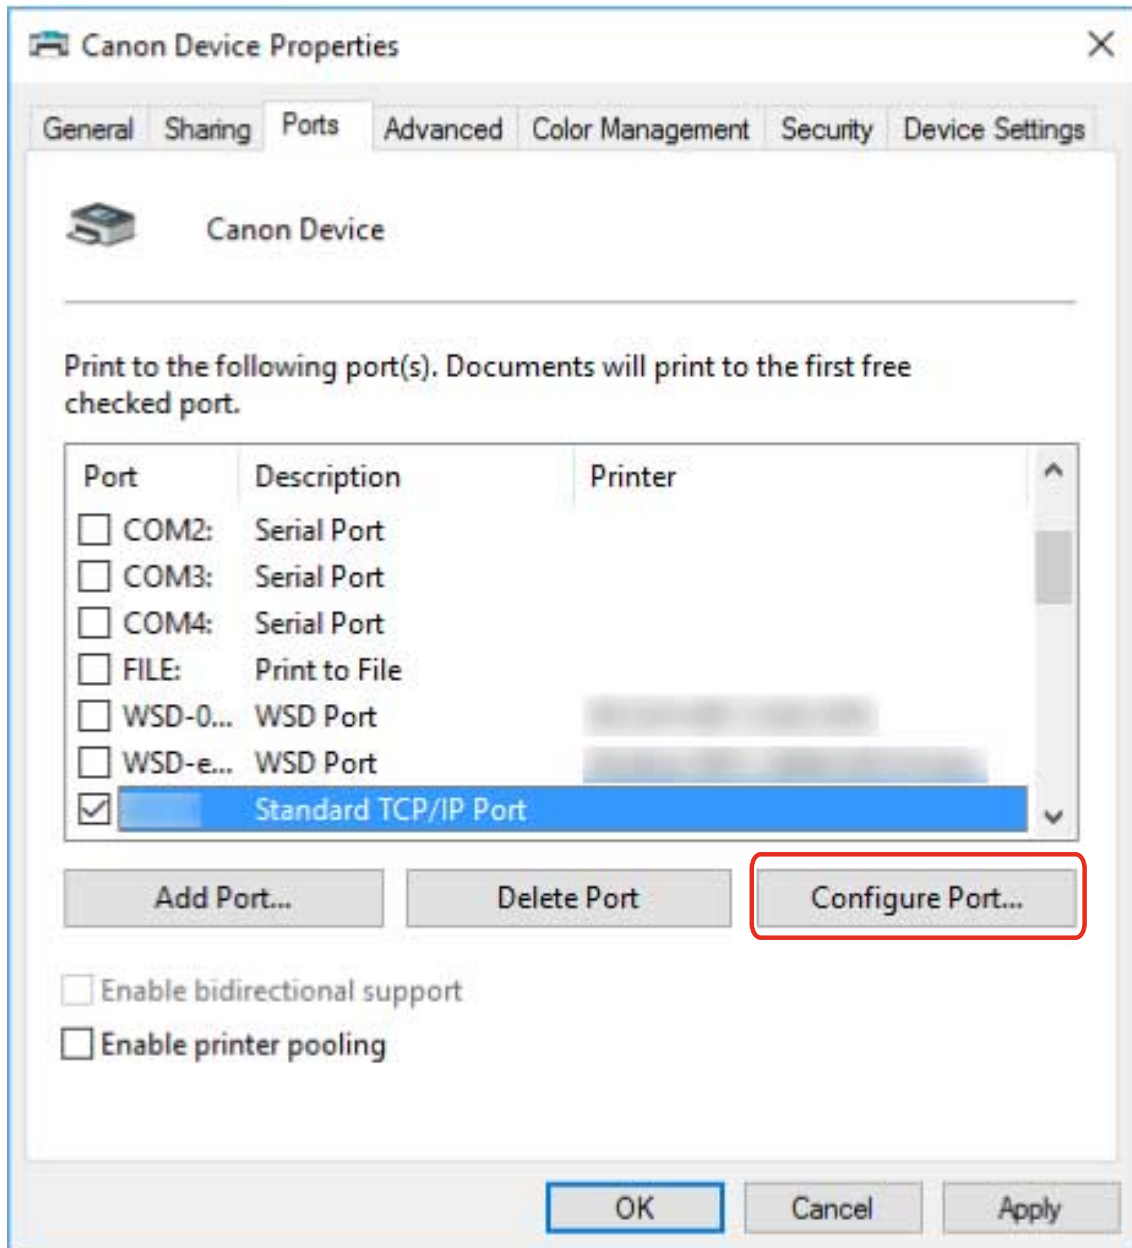 Canon Device Properties
General Sharing Ports Advanced Color Management Security Device Settings
Canon Device
Print to the following port(s). Documents will print to the first free
checked port.
Port Description Printer
COM2: Serial Port
COM3: Serial Port
COM4: Serial Port
FILE: Print to File
WSD-0... WSD Port
WSD-e... WSD Port
Standard TCP/IP Port
Add Port... Delete Port Configure Port...
Enable bidirectional support
Enable printer pooling
OK Cancel Apply